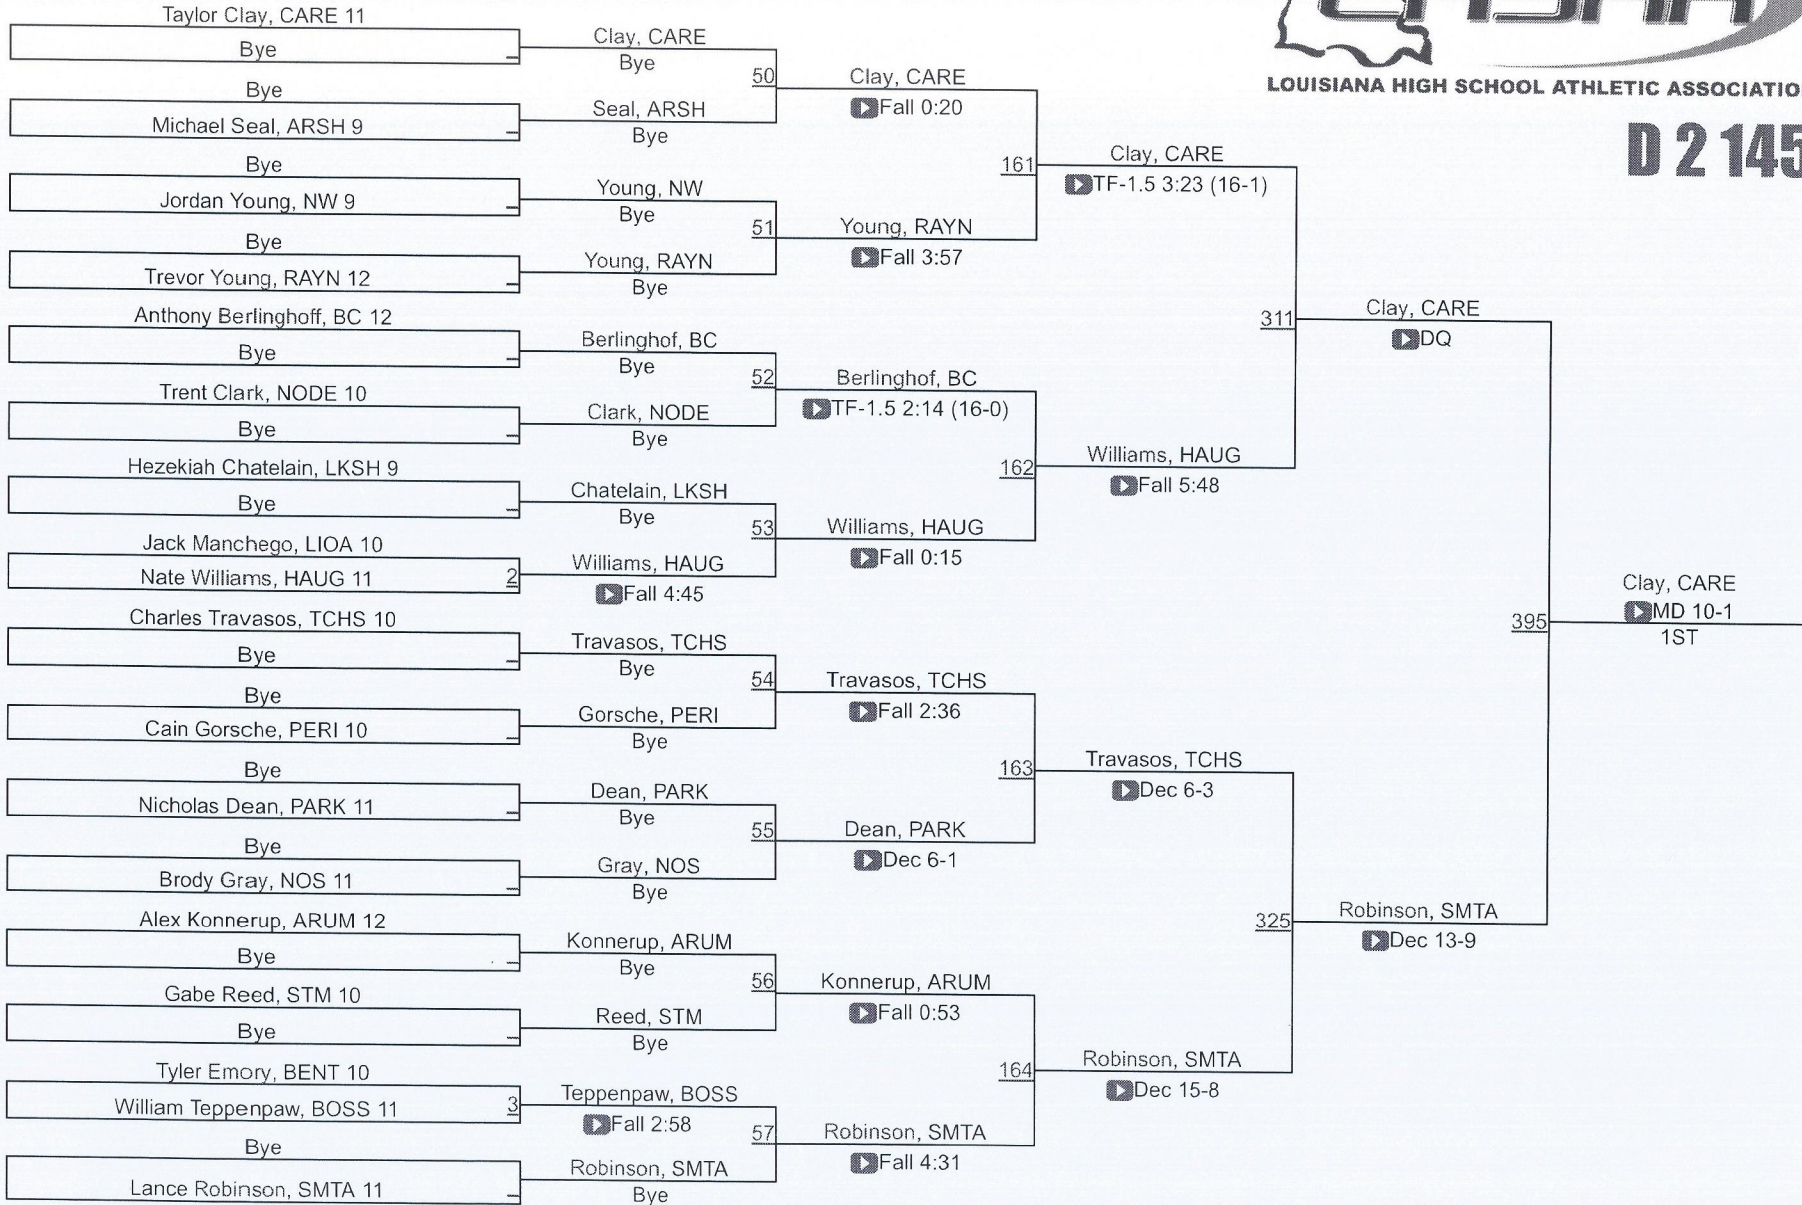 LOUISIANA HIGH SCHOOL ATHLETIC ASSOCIATIO
D 2 145
Taylor Clay, CARE 11
Bye
Bye
Michael Seal, ARSH 9
Bye
Jordan Young, NW 9
Bye
Trevor Young, RAYN 12
Anthony Berlinghoff, BC 12
Bye
Trent Clark, NODE 10
Bye
Hezekiah Chatelain, LKSH 9
Bye
Jack Manchego, LIOA 10
Nate Williams, HAUG 11 2
Charles Travasos, TCHS 10
Bye
Bye
Cain Gorsche, PERI 10
Bye
Nicholas Dean, PARK 11
Bye
Brody Gray, NOS 11
Alex Konnerup, ARUM 12
Bye
Gabe Reed, STM 10
Bye
Tyler Emory, BENT 10
William Teppenpaw, BOSS 11 3
Bye
Lance Robinson, SMTA 11
Clay, CARE
Bye
50
Seal, ARSH
Bye
Young, NW
Bye
51
Young, RAYN
Bye
Berlinghof, BC
Bye
52
Clark, NODE
Bye
Chatelain, LKSH
Bye
53
Williams, HAUG
Fall 4:45
Travasos, TCHS
Bye
54
Gorsche, PERI
Bye
Dean, PARK
Bye
55
Gray, NOS
Bye
Konnerup, ARUM
Bye
56
Reed, STM
Bye
Teppenpaw, BOSS
Fall 2:58
57
Robinson, SMTA
Bye
Clay, CARE
Fall 0:20
161
Young, RAYN
Fall 3:57
Berlinghof, BC
TF-1.5 2:14 (16-0)
162
Williams, HAUG
Fall 0:15
Travasos, TCHS
Fall 2:36
163
Dean, PARK
Dec 6-1
Konnerup, ARUM
Fall 0:53
164
Robinson, SMTA
Fall 4:31
Clay, CARE
TF-1.5 3:23 (16-1)
311
Williams, HAUG
Fall 5:48
Travasos, TCHS
Dec 6-3
325
Robinson, SMTA
Dec 15-8
Clay, CARE
DQ
395
Robinson, SMTA
Dec 13-9
Clay, CARE
MD 10-1
1ST